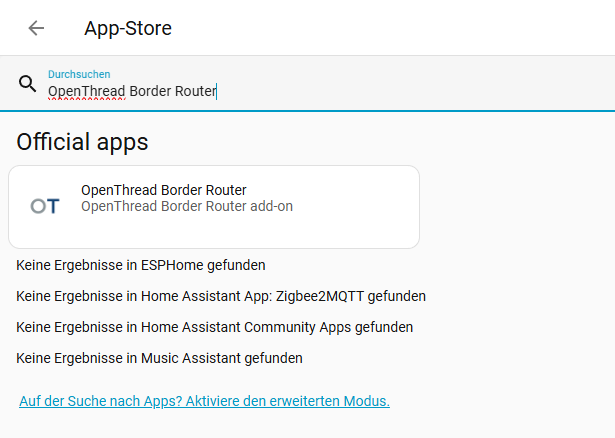 App-Store
Durchsuchen
OpenThread Border Router
Official apps
OT
OpenThread Border Router
OpenThread Border Router add-on
Keine Ergebnisse in ESPHome gefunden
Keine Ergebnisse in Home Assistant App: Zigbee2MQTT gefunden
Keine Ergebnisse in Home Assistant Community Apps gefunden
Keine Ergebnisse in Music Assistant gefunden
Auf der Suche nach Apps? Aktiviere den erweiterten Modus.